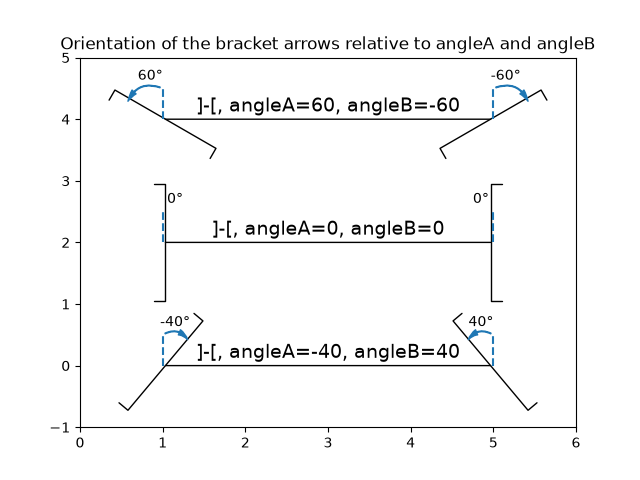 Orientation of the bracket arrows relative to angleA and angleB
5
60°
-60°
]-[, angleA=60, angleB=-60
4
3
0°
0°
]-[, angleA=0, angleB=0
2
1
-40°
40°
]-[, angleA=-40, angleB=40
0
−1
0 1 2 3 4 5 6